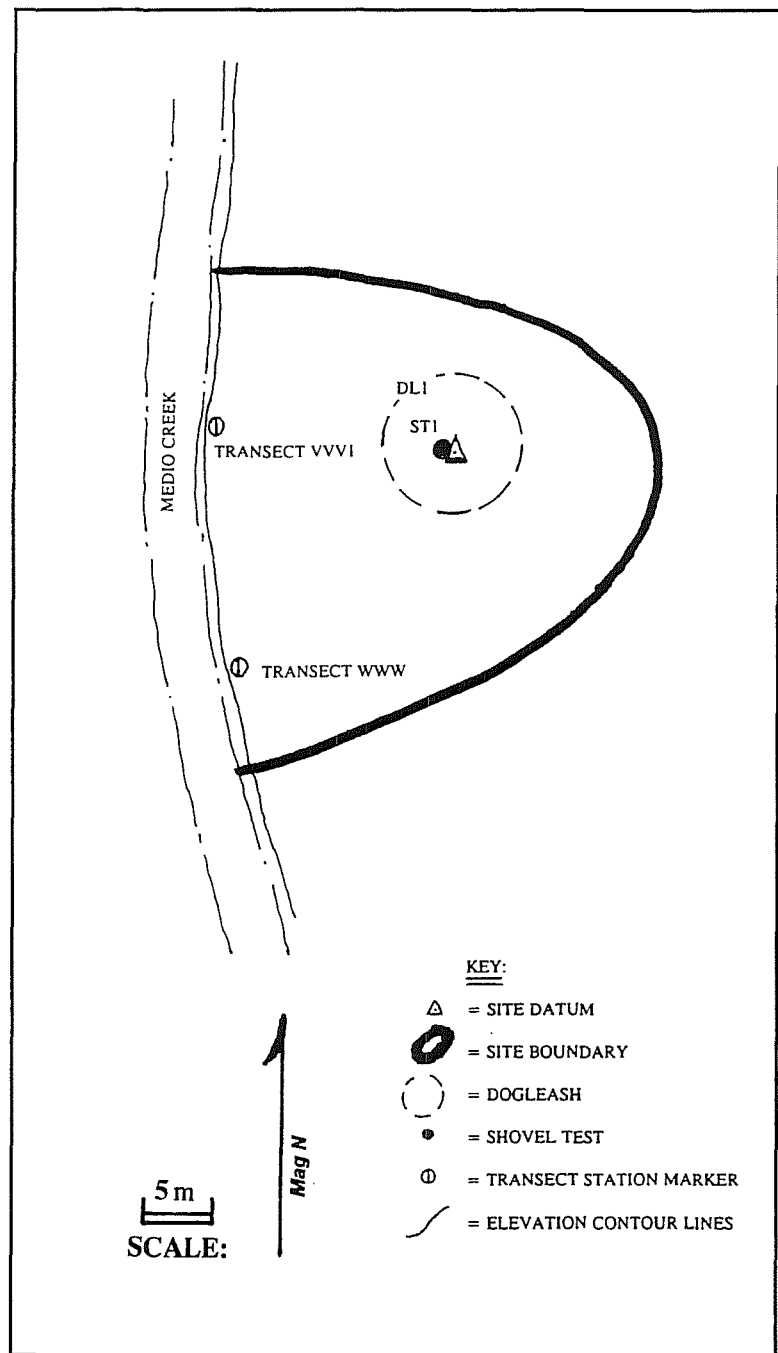 DL1
ST1
MEDIO CREEK
TRANSECT VVV1
TRANSECT WWW
KEY:
= SITE DATUM
= SITE BOUNDARY
= DOGLEASH
= SHOVEL TEST
= TRANSECT STATION MARKER
= ELEVATION CONTOUR LINES
Mag N
5 m
SCALE: